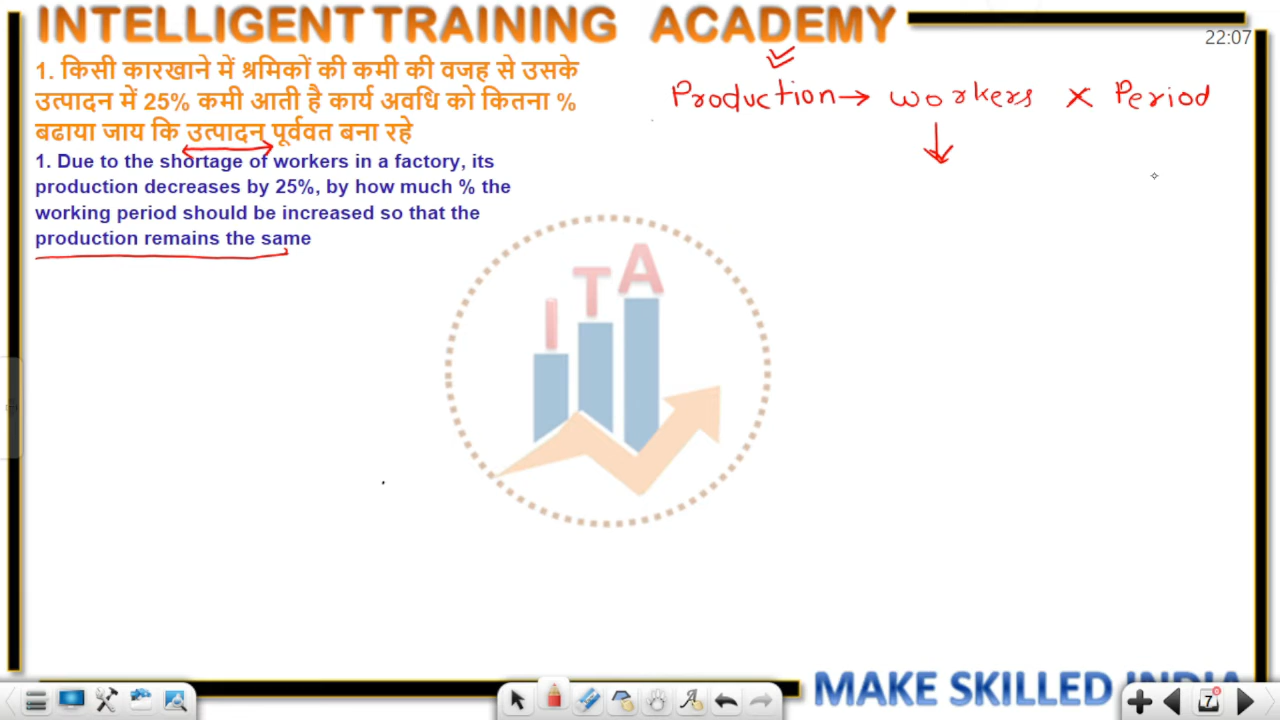 INTELLIGENT TRAINING ACADEMY
22:07
1. किसी कारखाने में श्रमिकों की कमी की वजह से उसके
उत्पादन में 25% कमी आती है कार्य अवधि को कितना %
बढाया जाय कि उत्पादन पूर्ववत बना रहे
1. Due to the shortage of workers in a factory, its
production decreases by 25%, by how much % the
working period should be increased so that the
production remains the same
Production → workers × Period
I T A
MAKE SKILLED INDIA
7